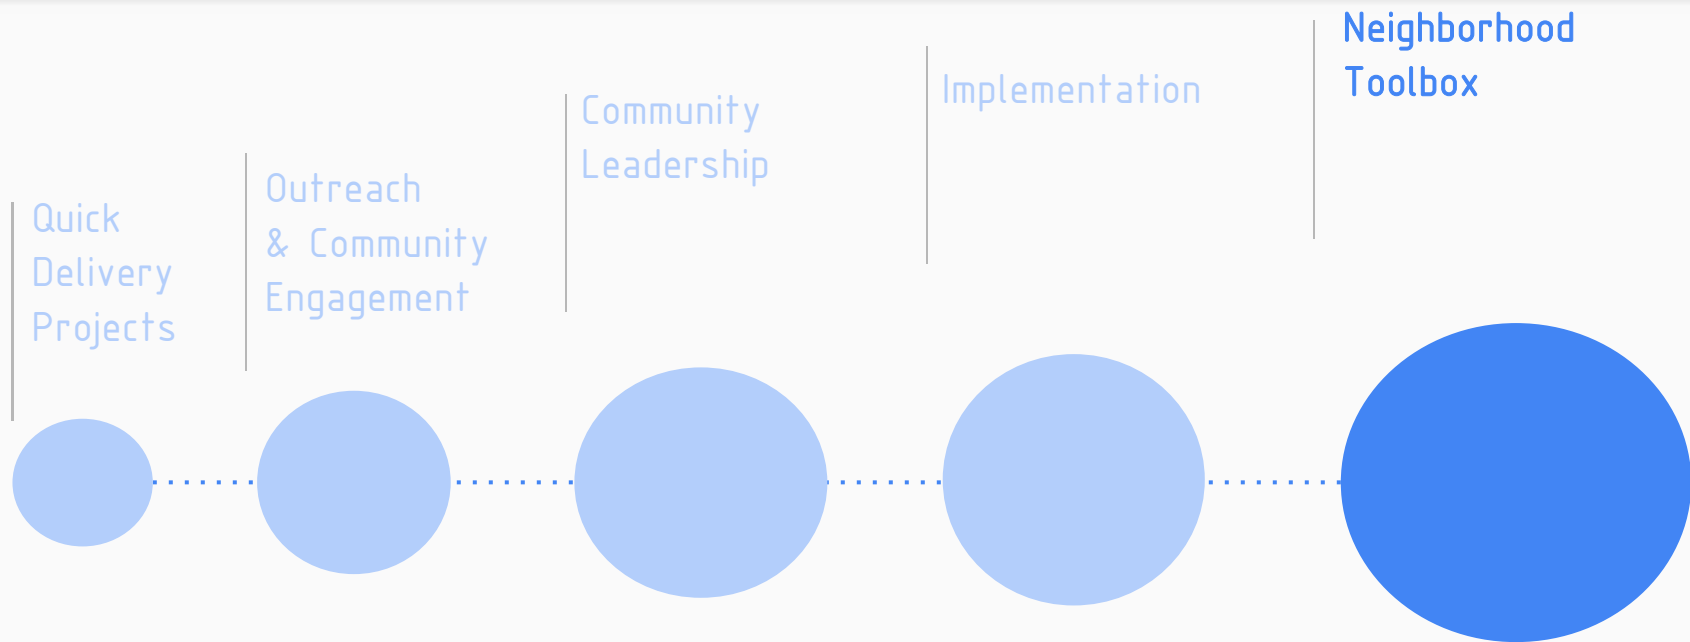 Quick
Delivery
Projects
Outreach
& Community
Engagement
Community
Leadership
Implementation
Neighborhood
Toolbox